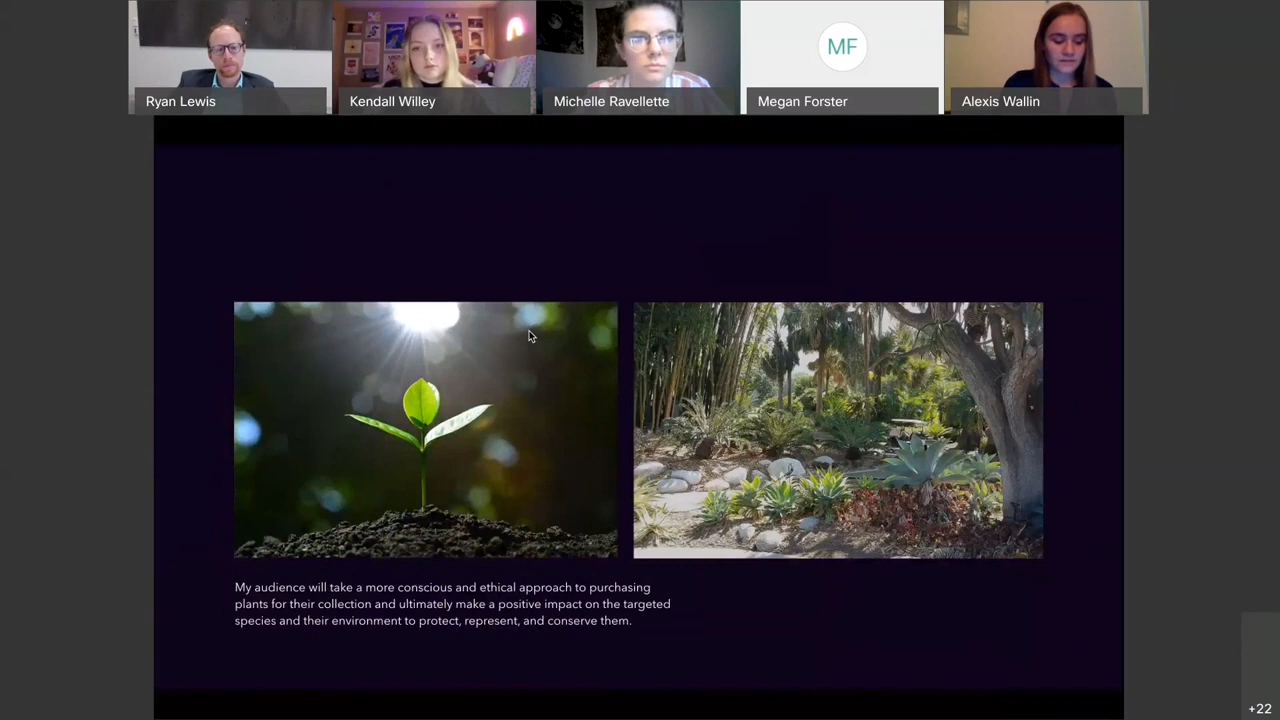 Ryan Lewis
Kendall Willey
Michelle Ravellette
MF
Megan Forster
Alexis Wallin
My audience will take a more conscious and ethical approach to purchasing
plants for their collection and ultimately make a positive impact on the targeted
species and their environment to protect, represent, and conserve them.
+22